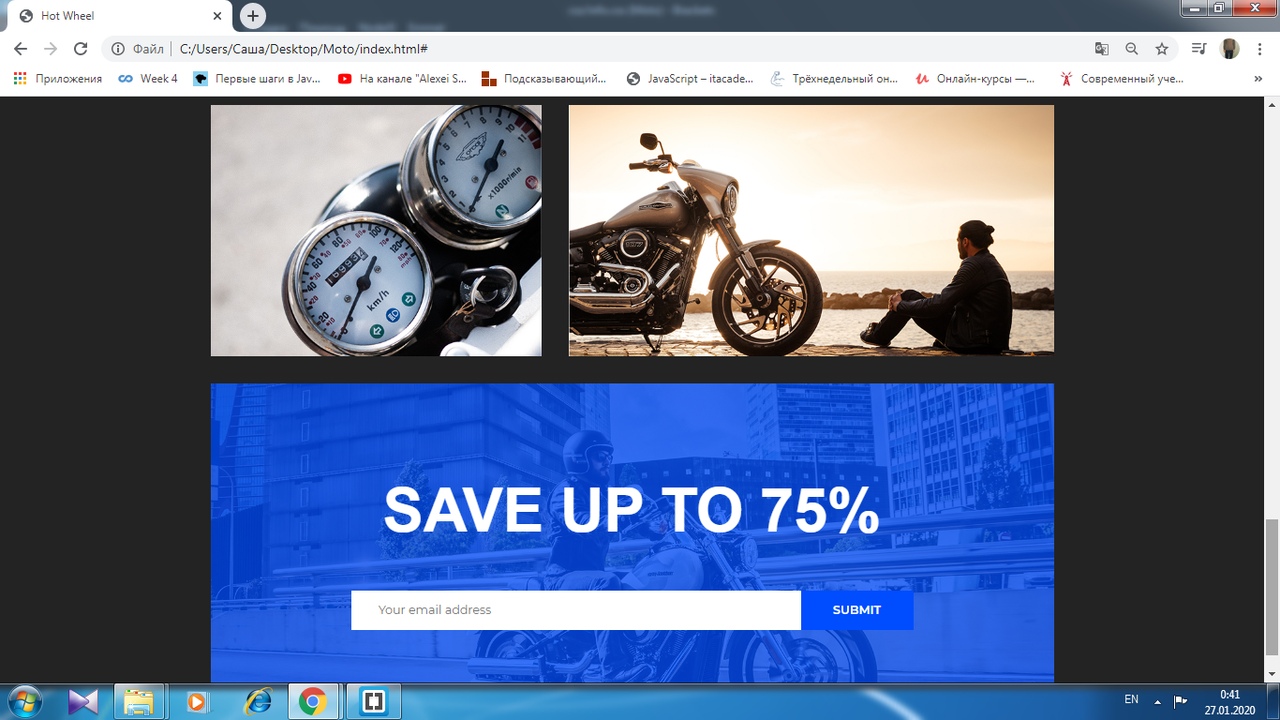 Hot Wheel
Файл C:/Users/Саша/Desktop/Moto/index.html#
Приложения Week 4 Первые шаги в Jav... На канале "Alexei S... Подсказывающий... JavaScript – itacade... Трёхнедельный он... Онлайн-курсы —... Современный уче... »
x1000r/min
N
km/h
SAVE UP TO 75%
Your email address SUBMIT
EN 0:41
27.01.2020